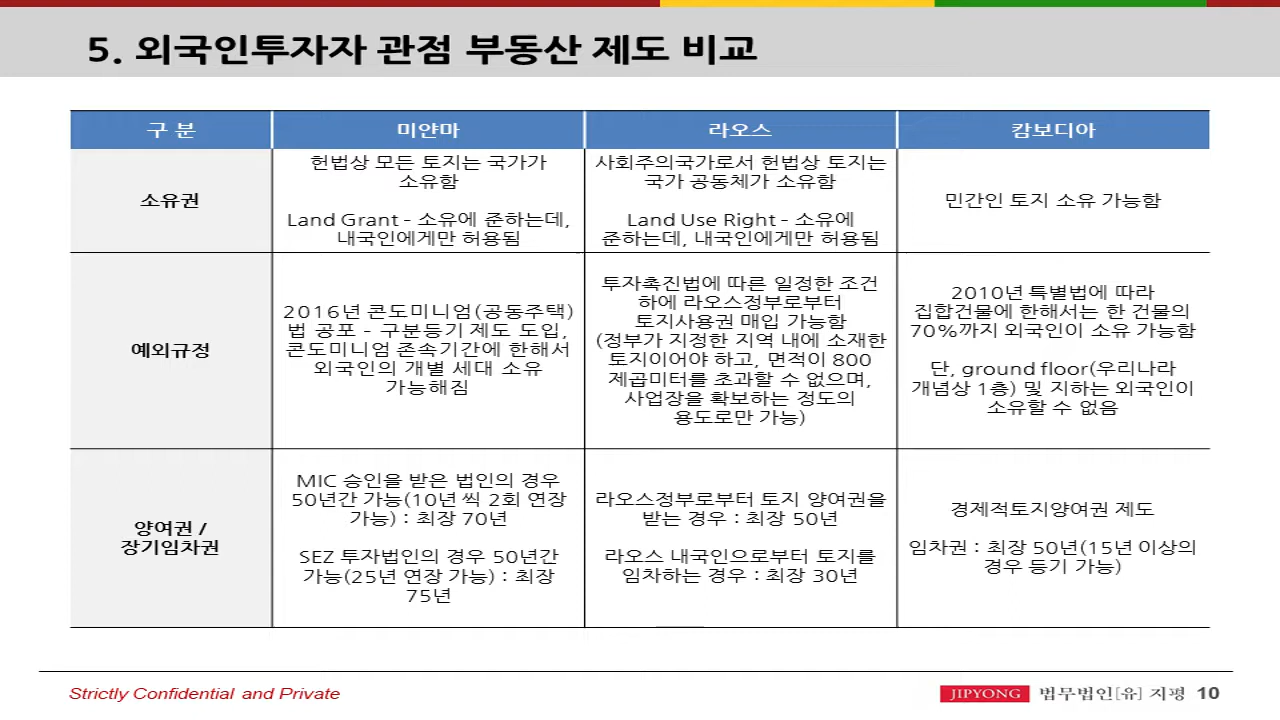 5. 외국인투자자 관점 부동산 제도 비교
구 분
미얀마
라오스
캄보디아
소유권
헌법상 모든 토지는 국가가
소유함
Land Grant – 소유에 준하는데,
내국인에게만 허용됨
사회주의국가로서 헌법상 토지는
국가 공동체가 소유함
Land Use Right – 소유에
준하는데, 내국인에게만 허용됨
민간인 토지 소유 가능함
예외규정
2016년 콘도미니엄(공동주택)
법 공포 – 구분등기 제도 도입,
콘도미니엄 존속기간에 한해서
외국인의 개별 세대 소유
가능해짐
투자촉진법에 따른 일정한 조건
하에 라오스정부로부터
토지사용권 매입 가능함
(정부가 지정한 지역 내에 소재한
토지이어야 하고, 면적이 800
제곱미터를 초과할 수 없으며,
사업장을 확보하는 정도의
용도로만 가능)
2010년 특별법에 따라
집합건물에 한해서는 한 건물의
70%까지 외국인이 소유 가능함
단, ground floor(우리나라
개념상 1층) 및 지하는 외국인이
소유할 수 없음
양여권 /
장기임차권
MIC 승인을 받은 법인의 경우
50년간 가능(10년 씩 2회 연장
가능) : 최장 70년
SEZ 투자법인의 경우 50년간
가능(25년 연장 가능) : 최장
75년
라오스정부로부터 토지 양여권을
받는 경우 : 최장 50년
라오스 내국인으로부터 토지를
임차하는 경우 : 최장 30년
경제적토지양여권 제도
임차권 : 최장 50년(15년 이상의
경우 등기 가능)
Strictly Confidential and Private
JIPYONG 법무법인[유] 지평 10